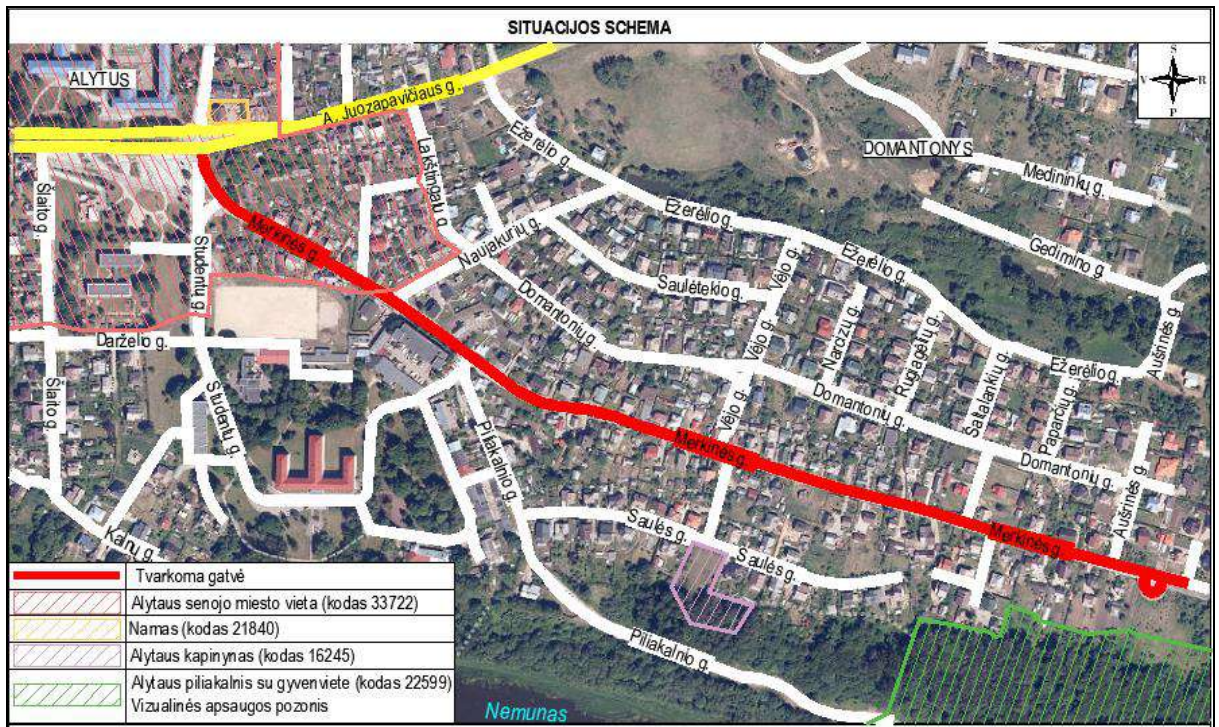 SITUACIJOS SCHEMA
S
V R
P
ALYTUS
A. Juozapavičiaus g.
DOMANTONYS
Šlaito g.
Studentų g.
Merkinės g.
Lakštingalų g.
Ežerėlio g.
Medininkų g.
Ežerėlio g.
Gedimino g.
Naujakurių g.
Ežerėlio g.
Vėjo g.
Saulėtekio g.
Domantonių g.
Vėjo g.
Narcizų g.
Rugiagėlių g.
Aušrinės g.
Ežerėlio g.
Darželio g.
Šlaito g.
Studentų g.
Šaltalankių g.
Paparčių g.
Domantonių g.
Vėjo g.
Merkinės g.
Domantonių g.
Piliakalnio g.
Aušrinės g.
Kalnų g.
Saulės g.
Saulės g.
Merkinės g.
Piliakalnio g.
Nemunas
Tvarkoma gatvė
Alytaus senojo miesto vieta (kodas 33722)
Namas (kodas 21840)
Alytaus kapinynas (kodas 16245)
Alytaus piliakalnis su gyvenviete (kodas 22599)
Vizualinės apsaugos pozonis